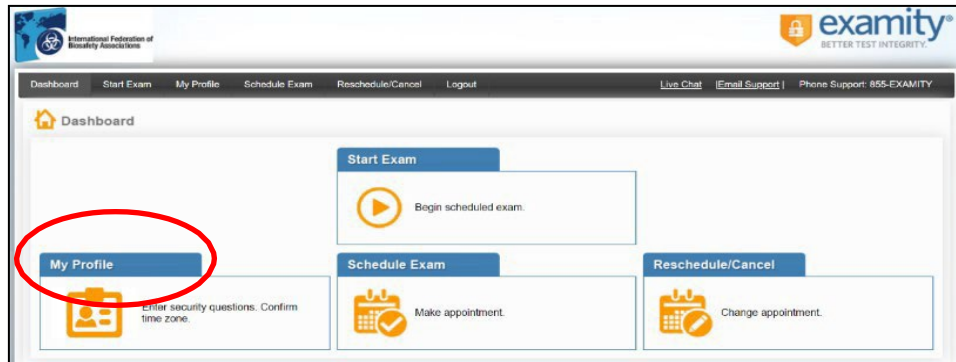 International Federation of
Biosafety Associations
examity®
BETTER TEST INTEGRITY.
Dashboard Start Exam My Profile Schedule Exam Reschedule/Cancel Logout Live Chat |Email Support | Phone Support: 855-EXAMITY
Dashboard
Start Exam
Begin scheduled exam.
My Profile
Enter security questions. Confirm
time zone.
Schedule Exam
Make appointment.
Reschedule/Cancel
Change appointment.